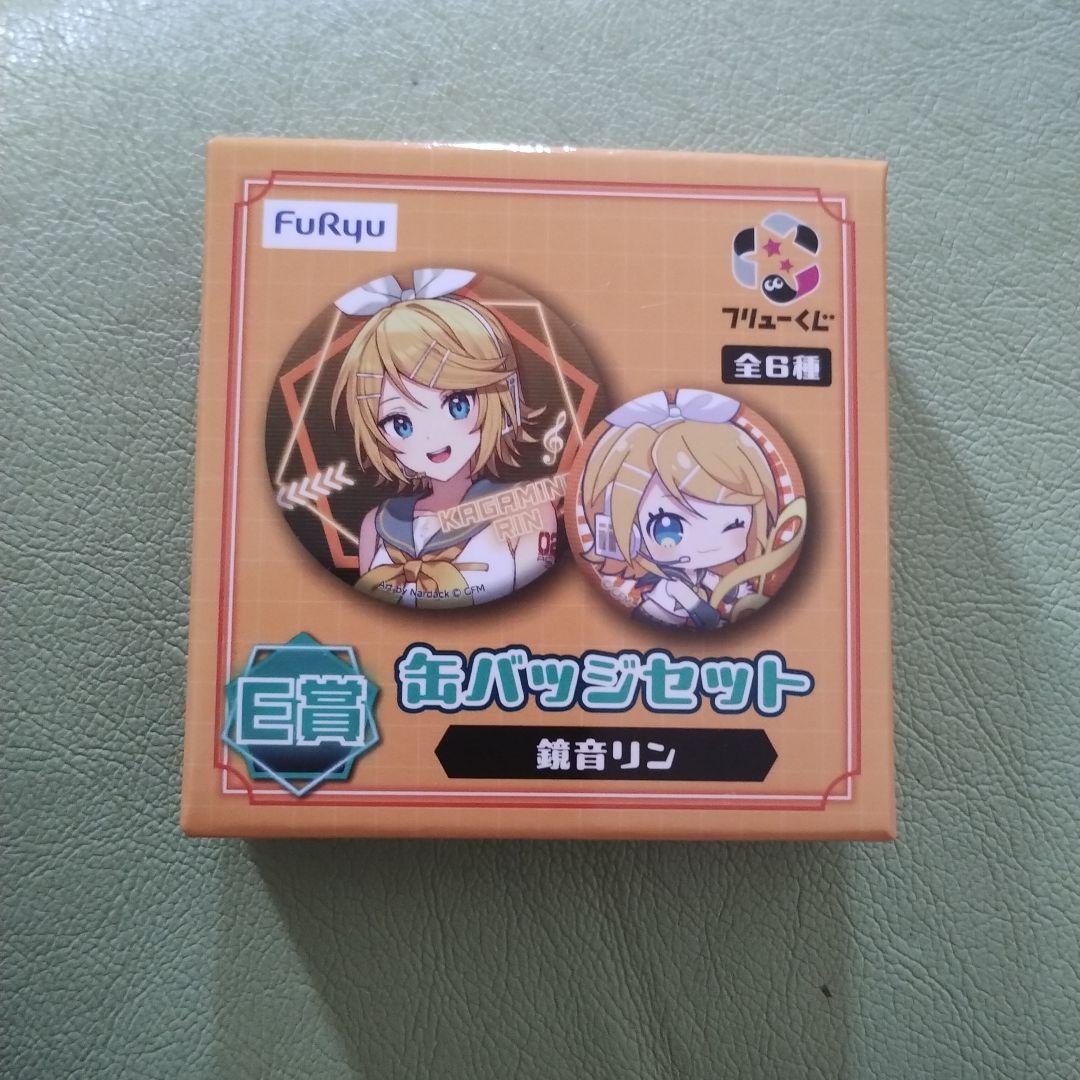 FuRyu
フリューくじ
全6種
KAGAMINE
RIN
02
Art by Nardack © CFM
缶バッジセット
E賞
鏡音リン